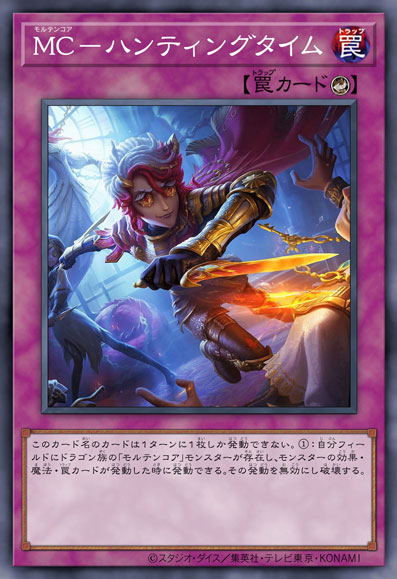 モルテンコア
MC－ハンティングタイム
トラップ
罠
トラップ
【罠カード】
このカード名のカードは１ターンに１枚しか発動できない。①：自分フィー
ルドにドラゴン族の「モルテンコア」モンスターが存在し、モンスターの効果・
魔法・罠カードが発動した時に発動できる。その発動を無効にし破壊する。
©スタジオ・ダイス／集英社・テレビ東京・KONAMI